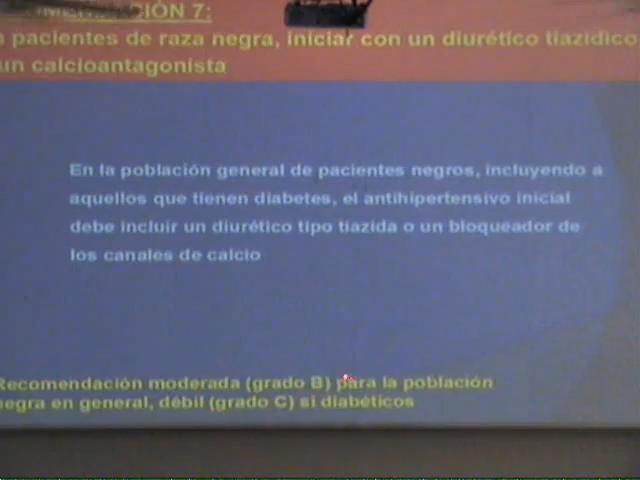 CIÓN 7:
pacientes de raza negra, iniciar con un diurético tiazídico
un calcioantagonista
En la población general de pacientes negros, incluyendo a
aquellos que tienen diabetes, el antihipertensivo inicial
debe incluir un diurético tipo tiazida o un bloqueador de
los canales de calcio
Recomendación moderada (grado B) para la población
negra en general, débil (grado C) si diabéticos